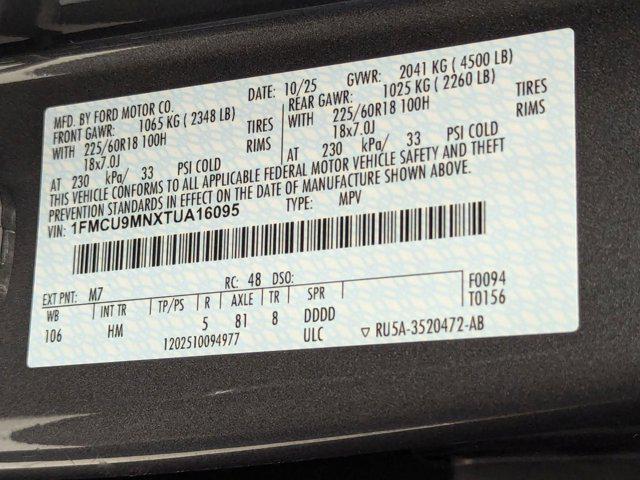 MFD. BY FORD MOTOR CO. DATE: 10/25 GVWR: 2041 KG ( 4500 LB)
FRONT GAWR: 1065 KG ( 2348 LB) REAR GAWR: 1025 KG ( 2260 LB)
WITH 225/60R18 100H TIRES WITH 225/60R18 100H TIRES
18x7.0J RIMS 18x7.0J RIMS
AT 230 kPa/ 33 PSI COLD AT 230 kPa/ 33 PSI COLD
THIS VEHICLE CONFORMS TO ALL APPLICABLE FEDERAL MOTOR VEHICLE SAFETY AND THEFT
PREVENTION STANDARDS IN EFFECT ON THE DATE OF MANUFACTURE SHOWN ABOVE.
VIN: 1FMCU9MNXTUA16095 TYPE: MPV
EXT PNT: M7 RC: 48 DSO: F0094
WB INT TR TP/PS R AXLE TR SPR T0156
106 HM 5 81 8 DDDD
1202510094977 ULC ▽ RU5A-3520472-AB